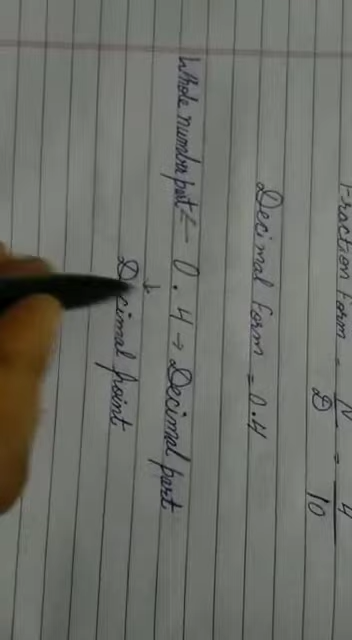 Fraction Form = N/D = 4/10
Decimal Form = 0.4
Whole number part ← 0.4 → Decimal part
↓
Decimal point